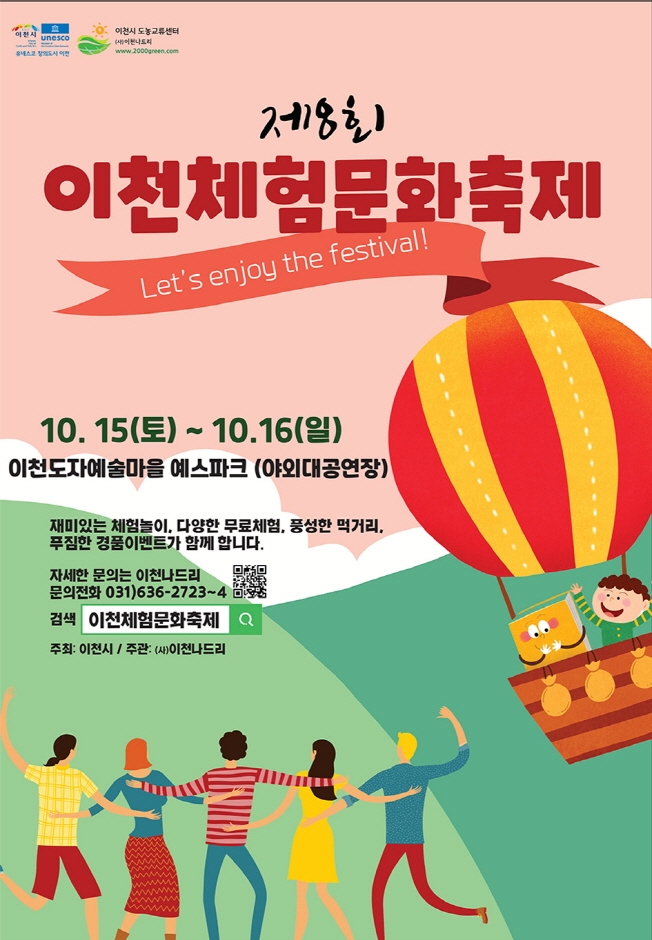 이천시
unesco
유네스코 창의도시 이천
이천시 도농교류센터
(사)이천나드리
www.2000green.com
제8회
이천체험문화축제
Let's enjoy the festival!
10. 15(토) ~ 10.16(일)
이천도자예술마을 예스파크 (야외대공연장)
재미있는 체험놀이, 다양한 무료체험, 풍성한 먹거리,
푸짐한 경품이벤트가 함께 합니다.
자세한 문의는 이천나드리
문의전화 031)636-2723~4
검색 이천체험문화축제
주최: 이천시 / 주관: (사)이천나드리